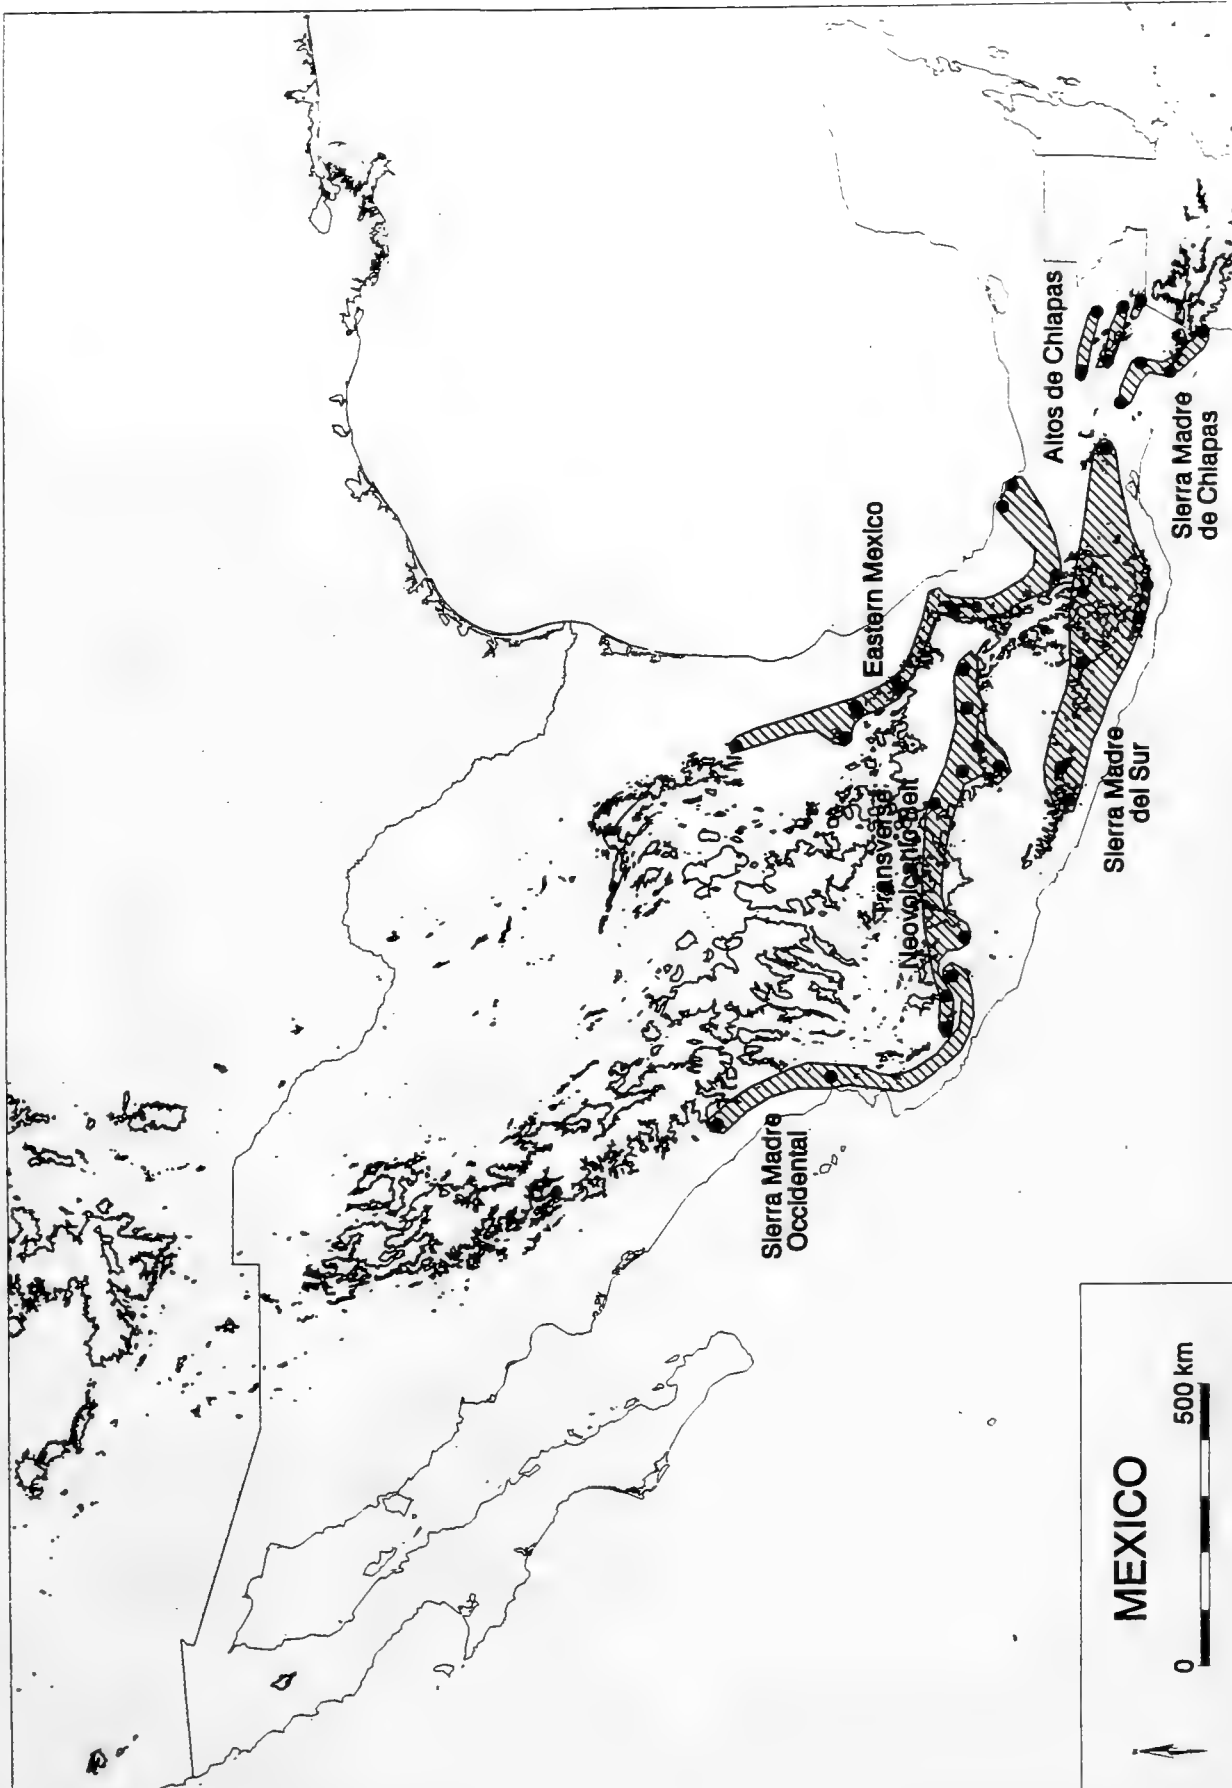 Eastern Mexico
Altos de Chiapas
Transverse
Neovolcanic Belt
Sierra Madre
Occidental
Sierra Madre
del Sur
Sierra Madre
de Chiapas
MEXICO
0
500 km